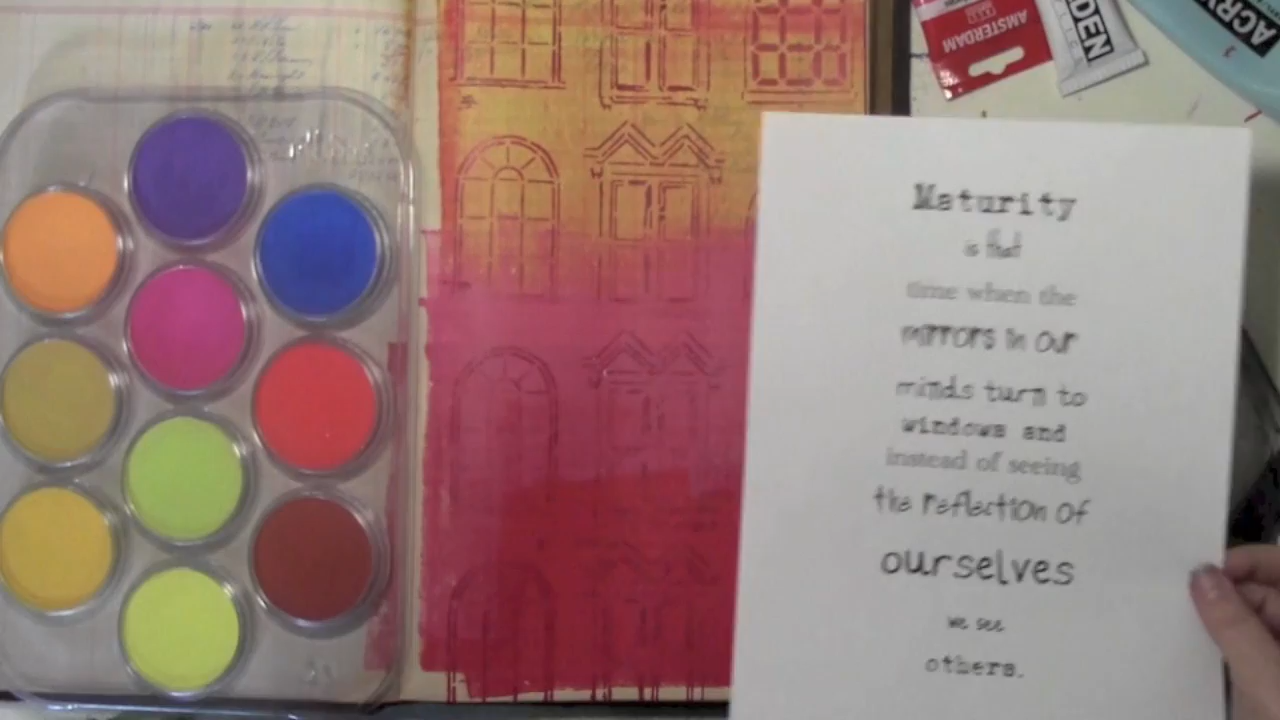 AMSTERDAM
DEN
ACRY
Maturity
is that
time when the
mirrors in our
minds turn to
windows and
instead of seeing
the reflection of
ourselves
we see
others.